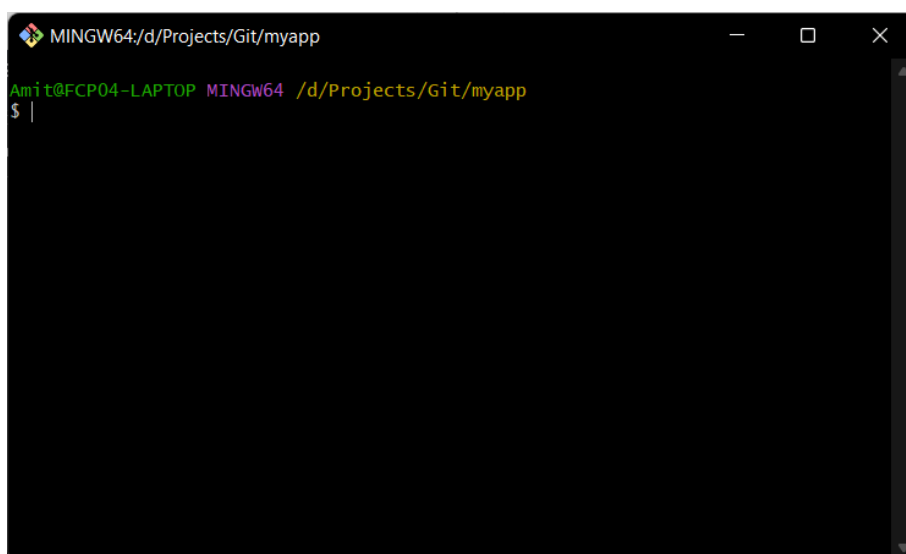 MINGW64:/d/Projects/Git/myapp
Amit@FCP04-LAPTOP MINGW64 /d/Projects/Git/myapp
$